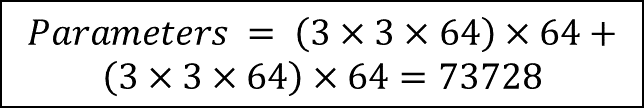 Parameters = (3 × 3 × 64) × 64 +
(3 × 3 × 64) × 64 = 73728